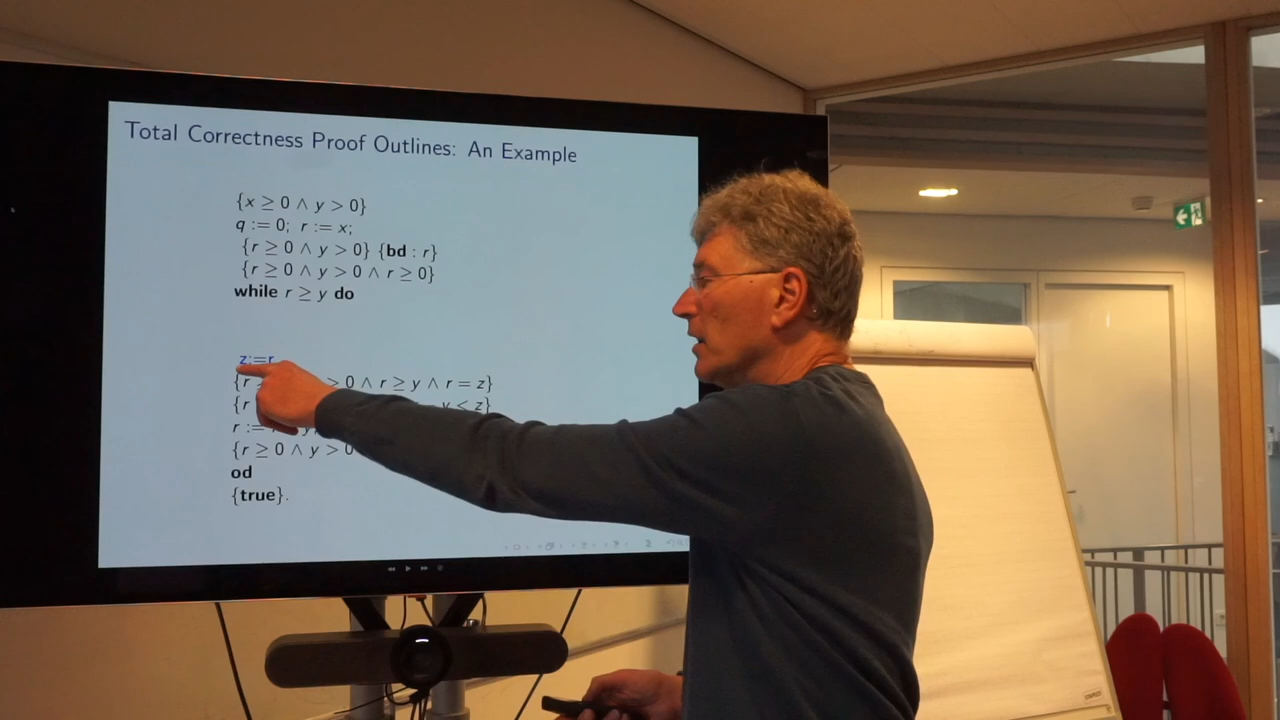 Total Correctness Proof Outlines: An Example
{x ≥ 0 ∧ y > 0}
q := 0; r := x;
{r ≥ 0 ∧ y > 0} {bd : r}
{r ≥ 0 ∧ y > 0 ∧ r ≥ 0}
while r ≥ y do
z:=r
{r > 0 ∧ r ≥ y ∧ r = z}
{r y < z}
r :=
{r ≥ 0 ∧ y > 0
od
{true}.